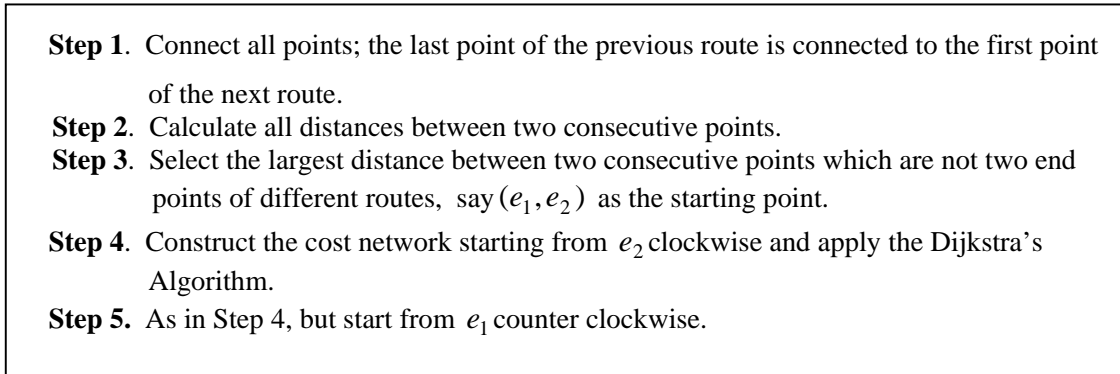 Step 1. Connect all points; the last point of the previous route is connected to the first point
of the next route.
Step 2. Calculate all distances between two consecutive points.
Step 3. Select the largest distance between two consecutive points which are not two end
points of different routes, say (e₁, e₂) as the starting point.
Step 4. Construct the cost network starting from e₂ clockwise and apply the Dijkstra's
Algorithm.
Step 5. As in Step 4, but start from e₁ counter clockwise.